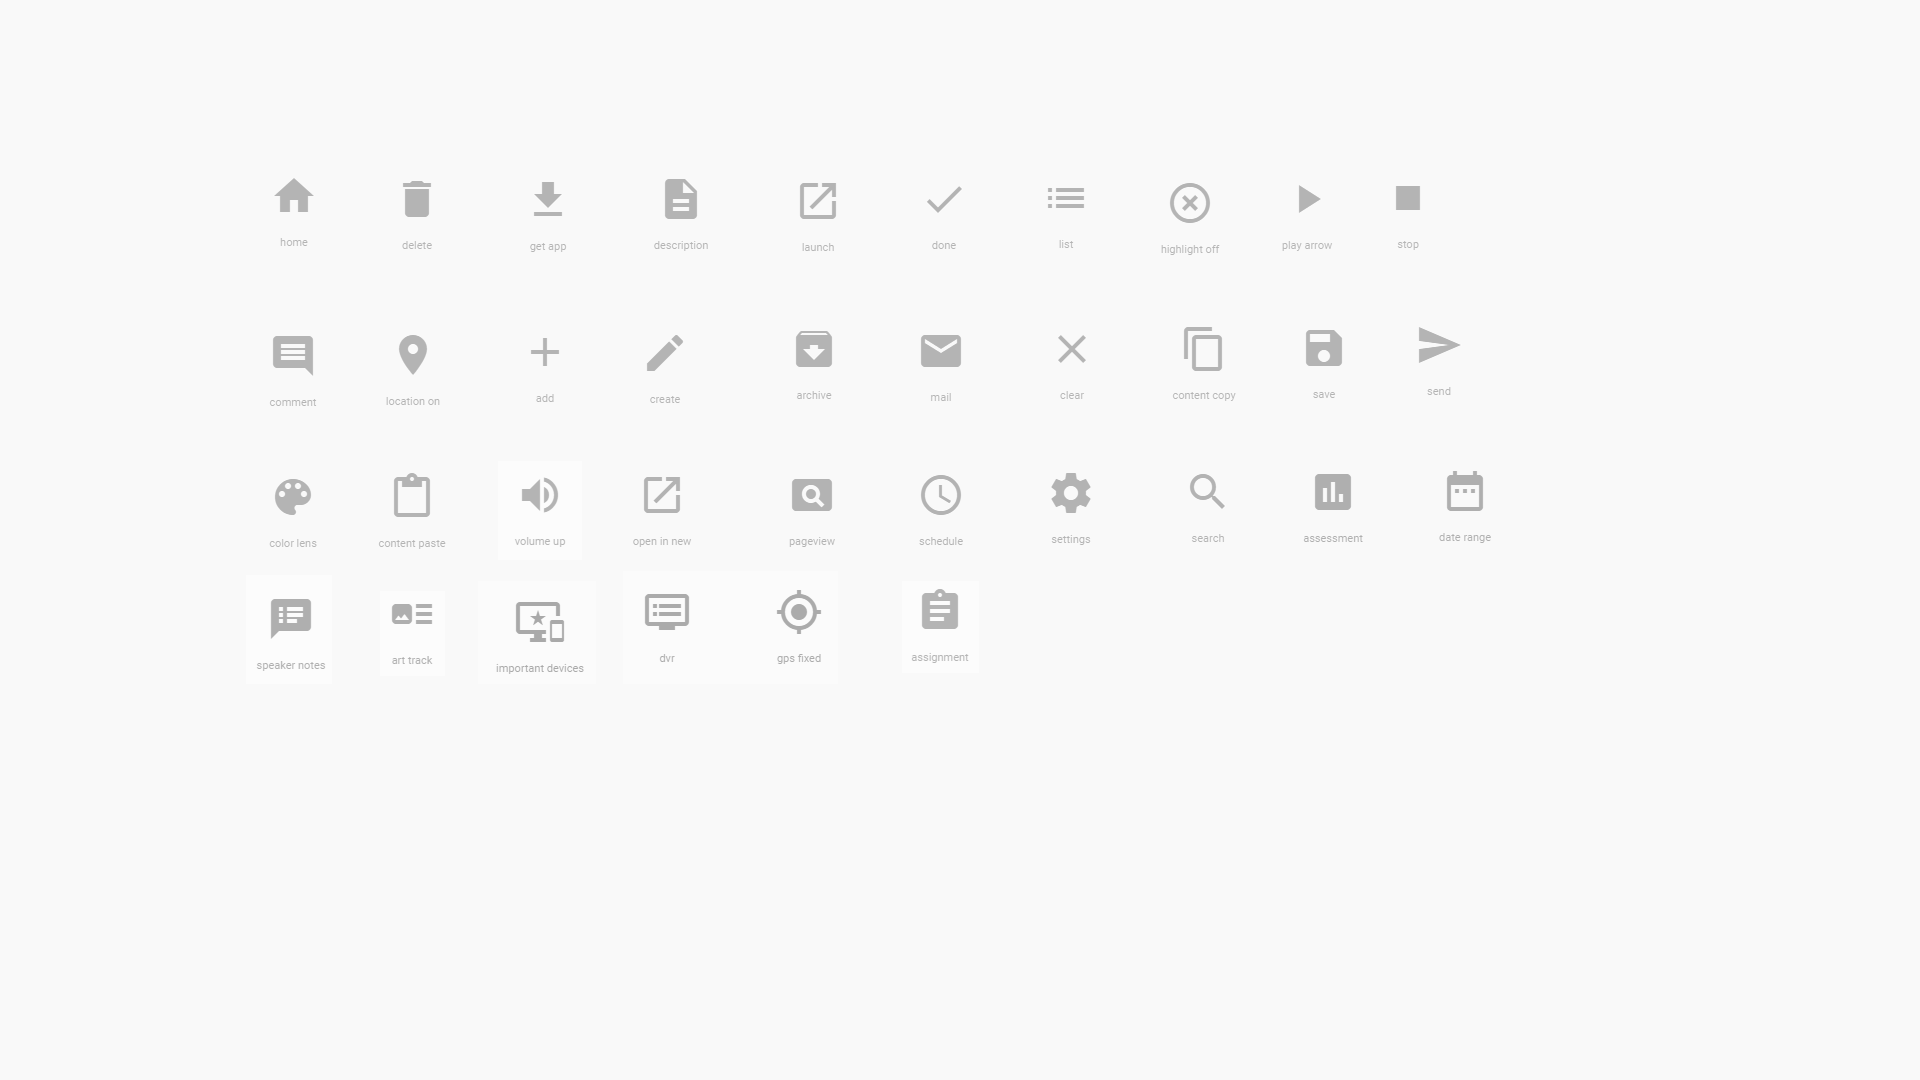 home
delete
get app
description
launch
done
list
highlight off
play arrow
stop
comment
location on
add
create
archive
mail
clear
content copy
save
send
color lens
content paste
volume up
open in new
pageview
schedule
settings
search
assessment
date range
speaker notes
art track
important devices
dvr
gps fixed
assignment